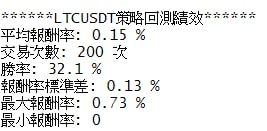 ******LTCUSDT策略回測績效******
平均報酬率: 0.15 %
交易次數: 200 次
勝率: 32.1 %
報酬率標準差: 0.13 %
最大報酬率: 0.73 %
最小報酬率: 0